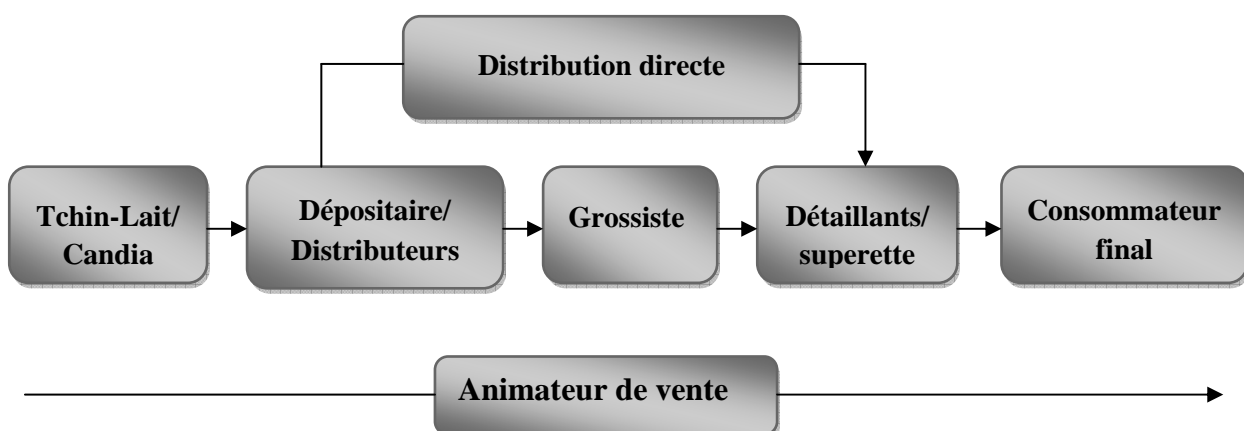 Distribution directe
Tchin-Lait/
Candia
Dépositaire/
Distributeurs
Grossiste
Détaillants/
superette
Consommateur
final
Animateur de vente